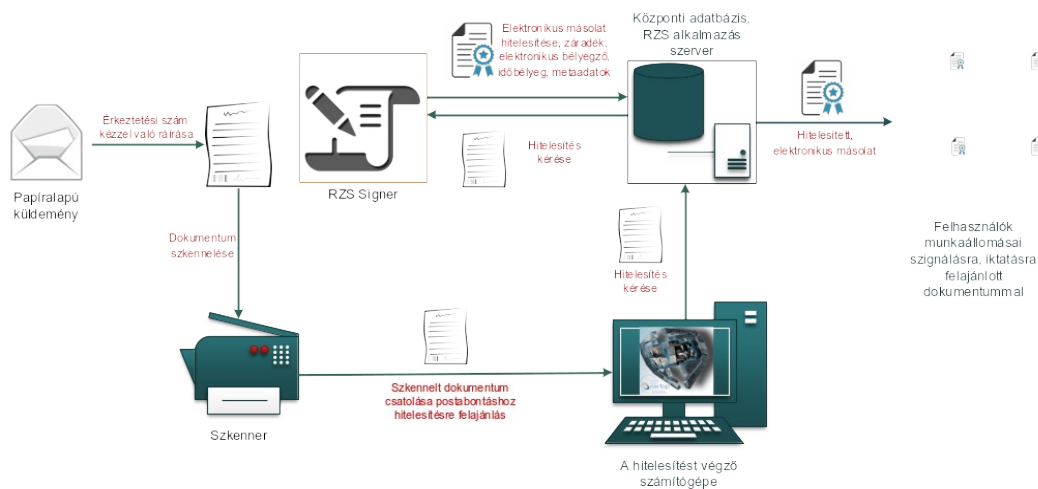 Elektronikus másolat
hitelesítése, záradék,
elektronikus bélyegző,
időbélyeg, metaadatok
Központi adatbázis,
RZS alkalmazás
szerver
Érkeztetési szám
kézzel való ráírása
Hitelesítés
kérése
Hitelesített,
elektronikus másolat
Papíralapú
küldemény
RZS Signer
Dokumentum
szkennelése
Hitelesítés
kérése
Felhasználók
munkaállomásai
szignálásra, iktatásra
felajánlott
dokumentummal
Szkennelt dokumentum
csatolása postabontáshoz
hitelesítésre felajánlás
Szkenner
A hitelesítést végző
számítógépe